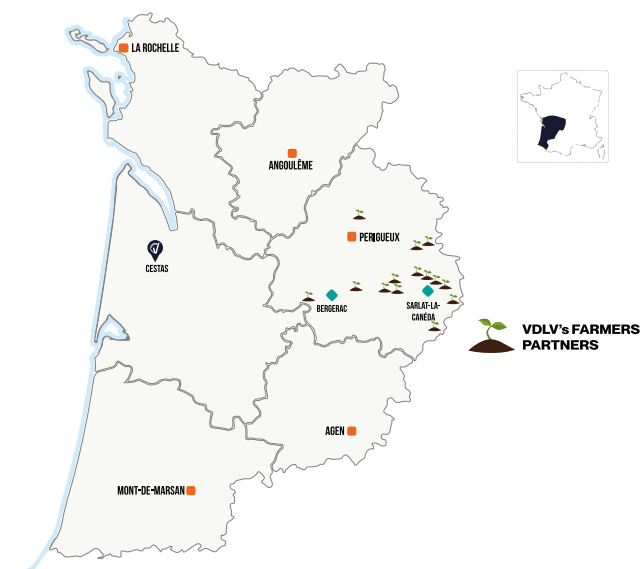 LA ROCHELLE
ANGOULÊME
PERIGUEUX
CESTAS
BERGERAC
SARLAT-LA-
CANÉDA
VDLV's FARMERS
PARTNERS
AGEN
MONT-DE-MARSAN